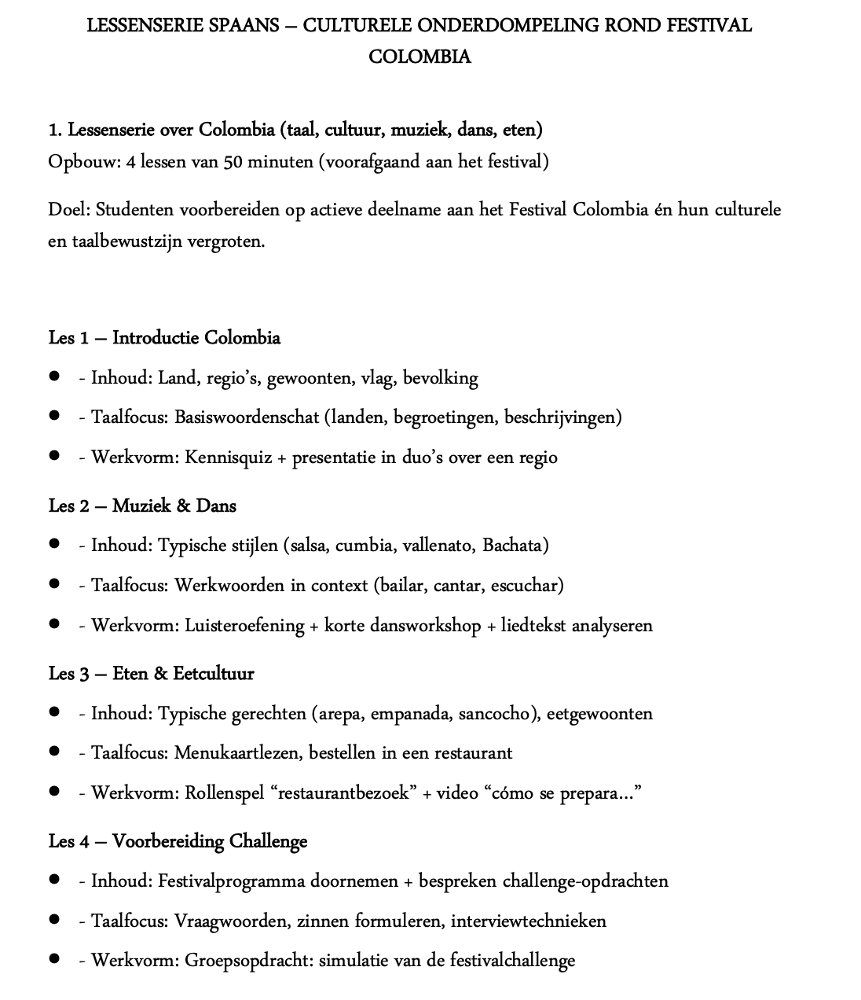 LESSENSERIE SPAANS – CULTURELE ONDERDOMPELING ROND FESTIVAL
COLOMBIA
1. Lessenserie over Colombia (taal, cultuur, muziek, dans, eten)
Opbouw: 4 lessen van 50 minuten (voorafgaand aan het festival)
Doel: Studenten voorbereiden op actieve deelname aan het Festival Colombia én hun culturele
en taalbewustzijn vergroten.
Les 1 – Introductie Colombia
● - Inhoud: Land, regio’s, gewoonten, vlag, bevolking
● - Taalfocus: Basiswoordenschat (landen, begroetingen, beschrijvingen)
● - Werkvorm: Kennisquiz + presentatie in duo’s over een regio
Les 2 – Muziek & Dans
● - Inhoud: Typische stijlen (salsa, cumbia, vallenato, Bachata)
● - Taalfocus: Werkwoorden in context (bailar, cantar, escuchar)
● - Werkvorm: Luisteroefening + korte dansworkshop + liedtekst analyseren
Les 3 – Eten & Eetcultuur
● - Inhoud: Typische gerechten (arepa, empanada, sancocho), eetgewoonten
● - Taalfocus: Menukaartlezen, bestellen in een restaurant
● - Werkvorm: Rollenspel “restaurantbezoek” + video “cómo se prepara...”
Les 4 – Voorbereiding Challenge
● - Inhoud: Festivalprogramma doornemen + bespreken challenge-opdrachten
● - Taalfocus: Vraagwoorden, zinnen formuleren, interviewtechnieken
● - Werkvorm: Groepsopdracht: simulatie van de festivalchallenge